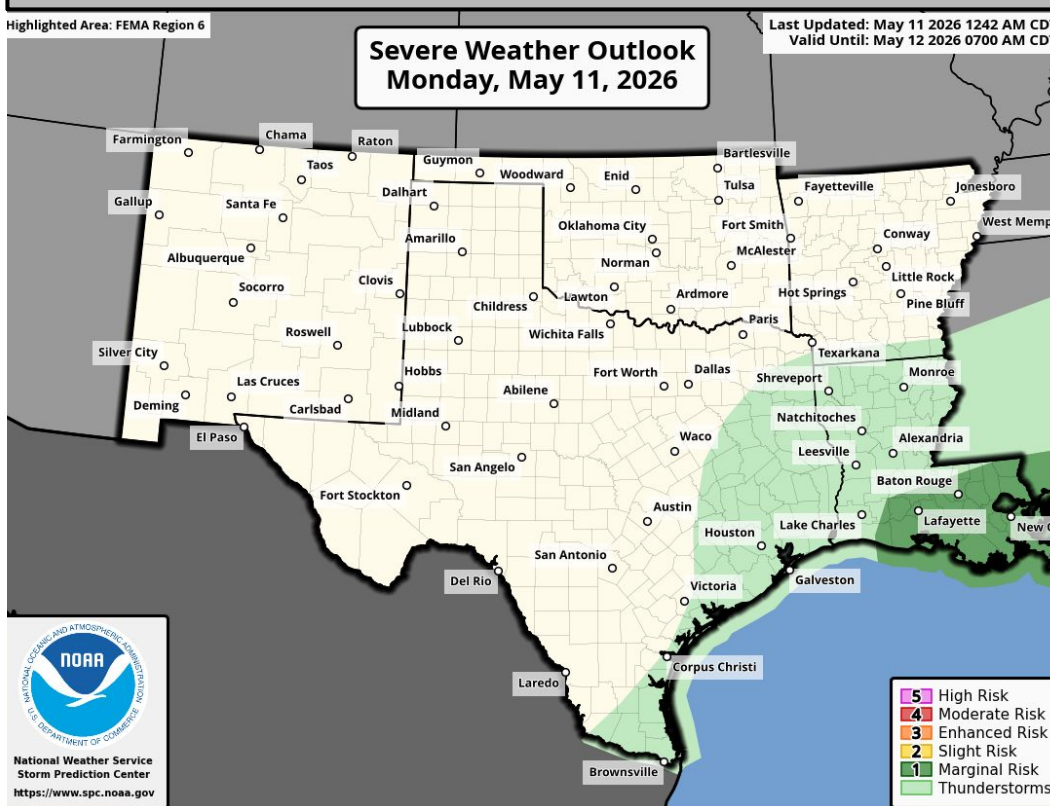 Highlighted Area: FEMA Region 6
Last Updated: May 11 2026 1242 AM CDT
Valid Until: May 12 2026 0700 AM CDT
Severe Weather Outlook
Monday, May 11, 2026
Farmington
Chama
Raton
Taos
Guymon
Woodward
Enid
Bartlesville
Dalhart
Tulsa
Fayetteville
Jonesboro
Gallup
Santa Fe
Oklahoma City
Fort Smith
West Memp
Amarillo
Conway
Albuquerque
Norman
McAlester
Socorro
Clovis
Little Rock
Childress
Lawton
Ardmore
Hot Springs
Pine Bluff
Roswell
Lubbock
Wichita Falls
Paris
Silver City
Texarkana
Las Cruces
Hobbs
Fort Worth
Dallas
Shreveport
Monroe
Deming
Carlsbad
Midland
Abilene
Natchitoches
El Paso
Waco
Alexandria
San Angelo
Leesville
Fort Stockton
Baton Rouge
Austin
Houston
Lake Charles
Lafayette
New O
San Antonio
Del Rio
Victoria
Galveston
Corpus Christi
Laredo
Brownsville
NATIONAL OCEANIC AND ATMOSPHERIC ADMINISTRATION
NOAA
U.S. DEPARTMENT OF COMMERCE
National Weather Service
Storm Prediction Center
https://www.spc.noaa.gov
5 High Risk
4 Moderate Risk
3 Enhanced Risk
2 Slight Risk
1 Marginal Risk
Thunderstorms